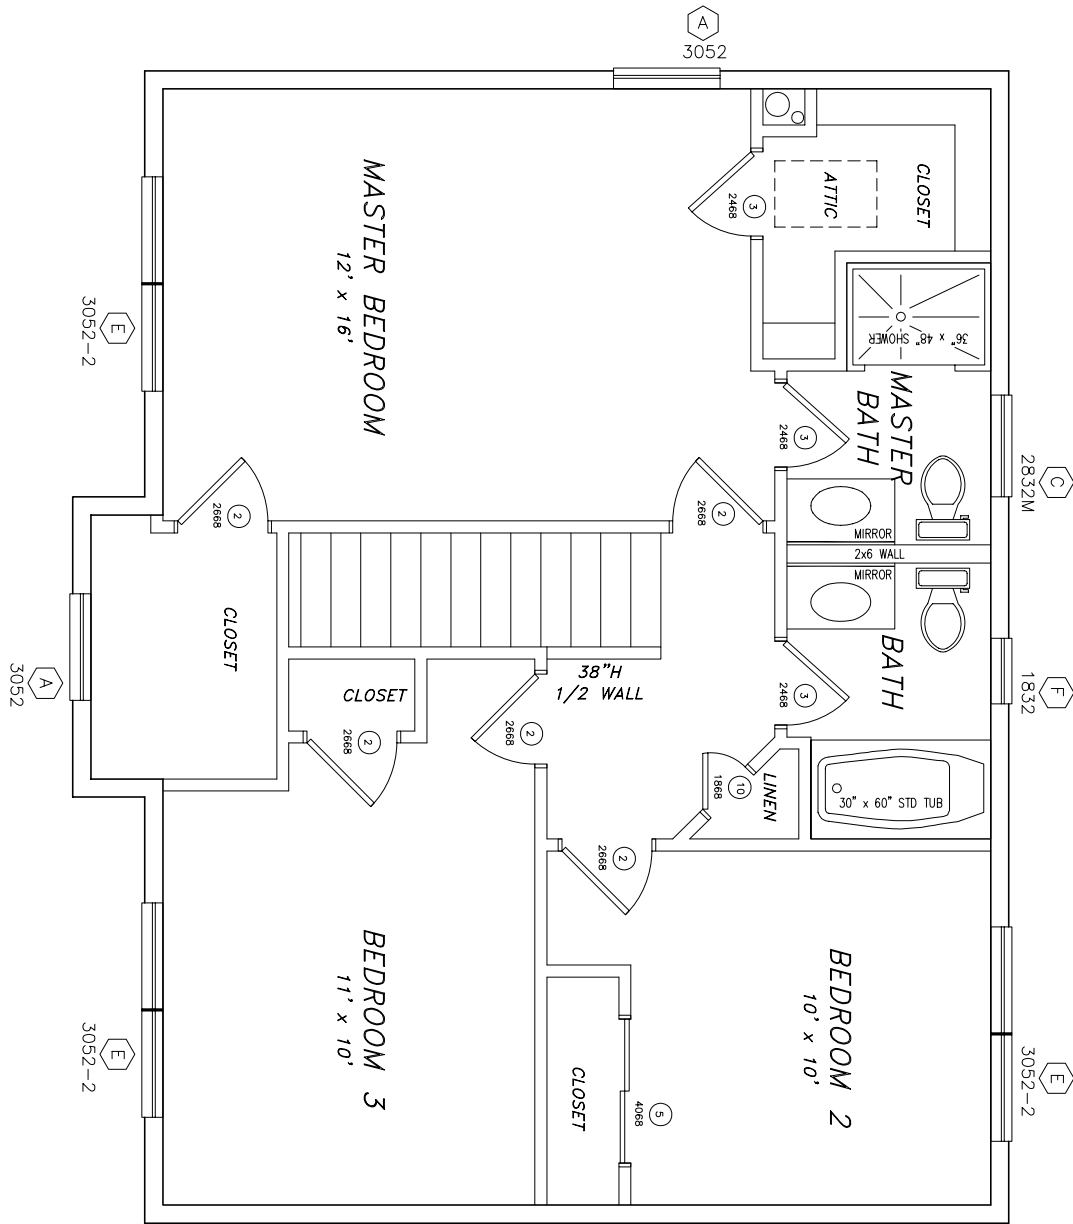 A
3052
MASTER BEDROOM
12' x 16'
3
2468
ATTIC
CLOSET
36" x 48" SHOWER
E
3052-2
MASTER
BATH
3
2468
C
2832M
2
2668
2
2668
MIRROR
2x6 WALL
MIRROR
A
3052
CLOSET
38"H
1/2 WALL
CLOSET
BATH
3
2468
F
1832
2
2668
2
2668
10
1868
LINEN
30" x 60" STD TUB
2
2668
BEDROOM 3
11' x 10'
BEDROOM 2
10' x 10'
E
3052-2
E
3052-2
CLOSET
5
4068